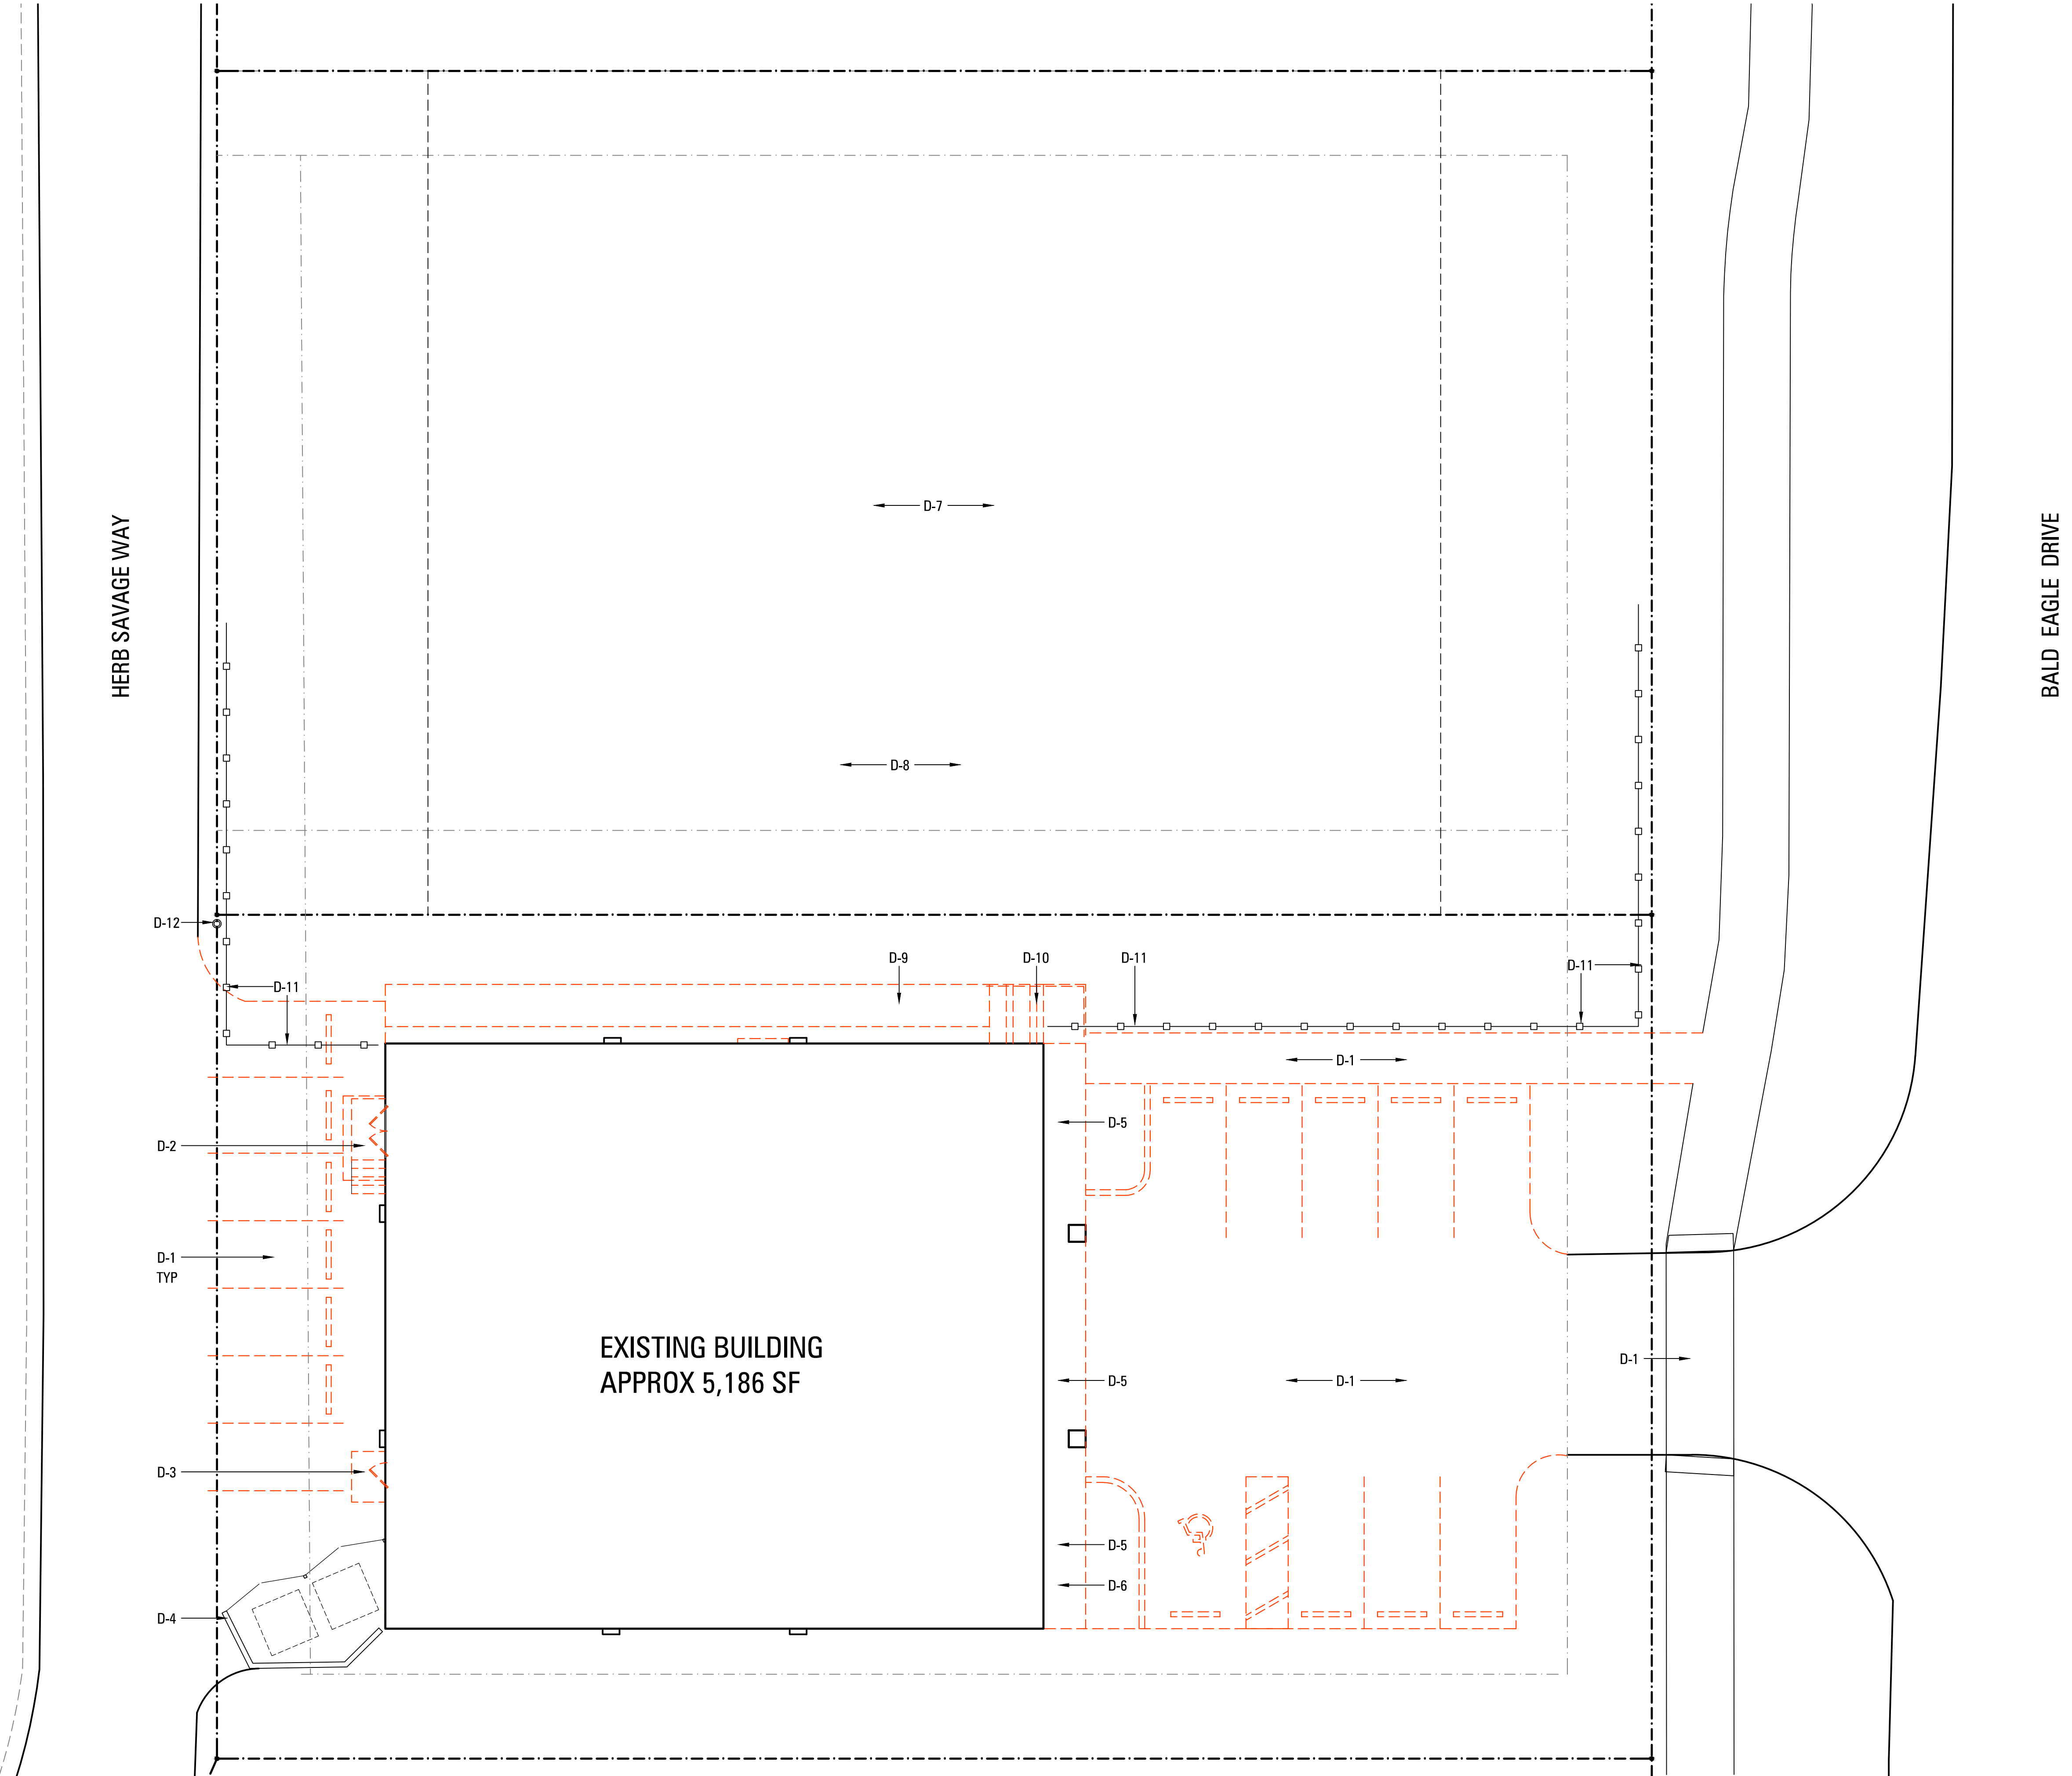 D-7
HERB SAVAGE WAY
BALD EAGLE DRIVE
D-8
D-12
D-9
D-10
D-11
D-11
D-11
D-1
D-5
D-2
D-1
TYP
EXISTING BUILDING
APPROX 5,186 SF
D-1
D-5
D-1
D-3
D-5
D-6
D-4